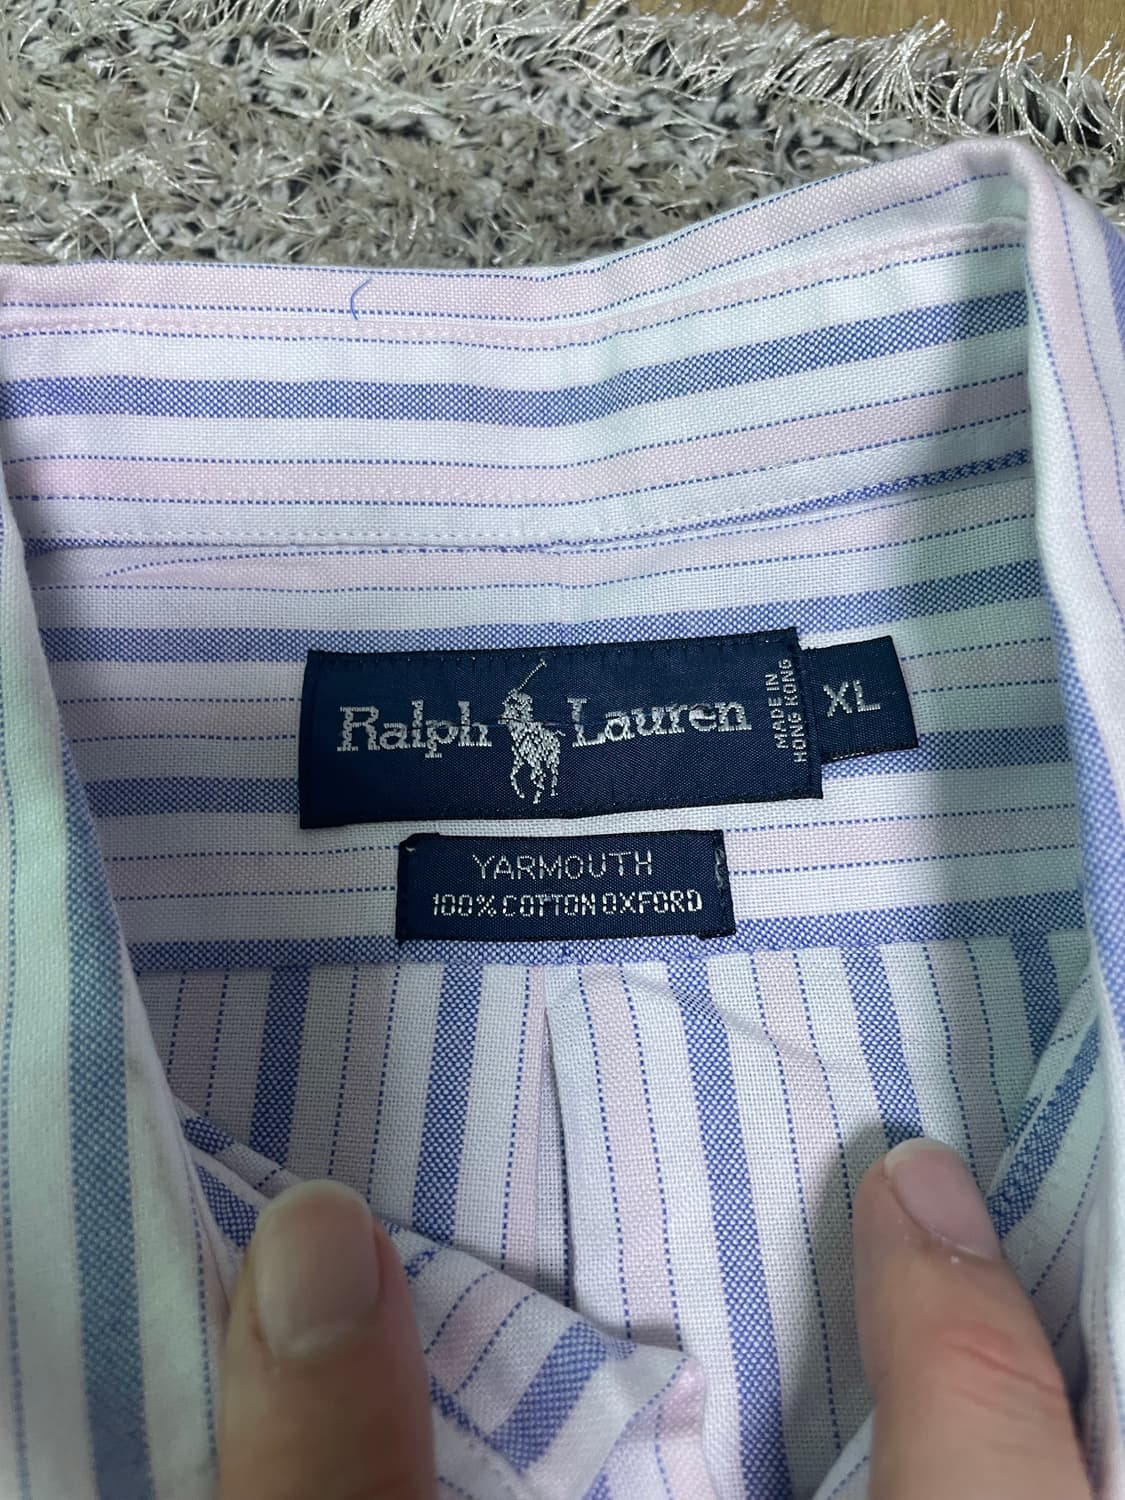 Ralph Lauren
MADE IN
HONG KONG
XL
YARMOUTH
100% COTTON OXFORD